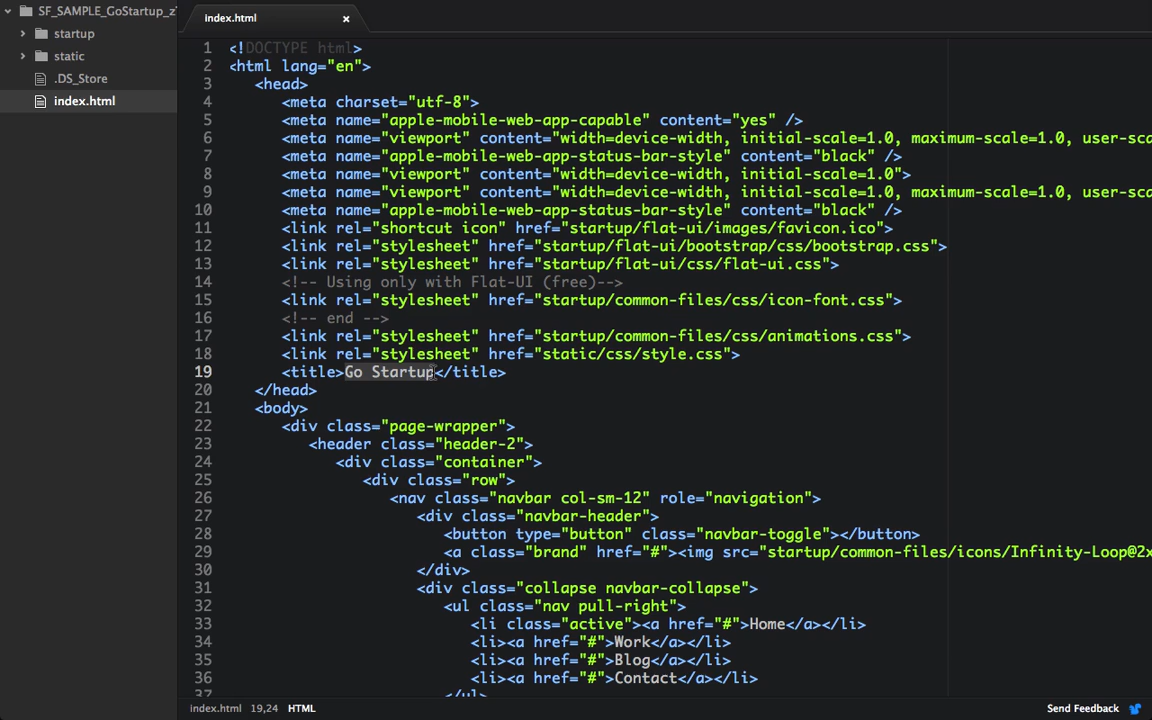 SF_SAMPLE_GoStartup_z
startup
static
.DS_Store
index.html
index.html ×
1 <!DOCTYPE html>
2 <html lang="en">
3 <head>
4 <meta charset="utf-8">
5 <meta name="apple-mobile-web-app-capable" content="yes" />
6 <meta name="viewport" content="width=device-width, initial-scale=1.0, maximum-scale=1.0, user-sca
7 <meta name="apple-mobile-web-app-status-bar-style" content="black" />
8 <meta name="viewport" content="width=device-width, initial-scale=1.0">
9 <meta name="viewport" content="width=device-width, initial-scale=1.0, maximum-scale=1.0, user-sca
10 <meta name="apple-mobile-web-app-status-bar-style" content="black" />
11 <link rel="shortcut icon" href="startup/flat-ui/images/favicon.ico">
12 <link rel="stylesheet" href="startup/flat-ui/bootstrap/css/bootstrap.css">
13 <link rel="stylesheet" href="startup/flat-ui/css/flat-ui.css">
14 <!-- Using only with Flat-UI (free)-->
15 <link rel="stylesheet" href="startup/common-files/css/icon-font.css">
16 <!-- end -->
17 <link rel="stylesheet" href="startup/common-files/css/animations.css">
18 <link rel="stylesheet" href="static/css/style.css">
19 <title>Go Startup</title>
20 </head>
21 <body>
22 <div class="page-wrapper">
23 <header class="header-2">
24 <div class="container">
25 <div class="row">
26 <nav class="navbar col-sm-12" role="navigation">
27 <div class="navbar-header">
28 <button type="button" class="navbar-toggle"></button>
29 <a class="brand" href="#"><img src="startup/common-files/icons/Infinity-Loop@2x
30 </div>
31 <div class="collapse navbar-collapse">
32 <ul class="nav pull-right">
33 <li class="active"><a href="#">Home</a></li>
34 <li><a href="#">Work</a></li>
35 <li><a href="#">Blog</a></li>
36 <li><a href="#">Contact</a></li>
37 </ul>
index.html 19,24 HTML
Send Feedback